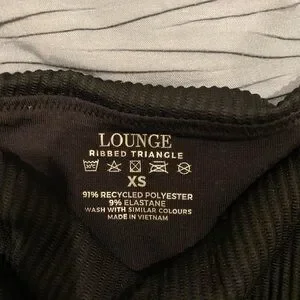 LOUNGE
RIBBED TRIANGLE
XS
91% RECYCLED POLYESTER
9% ELASTANE
WASH WITH SIMILAR COLOURS
MADE IN VIETNAM